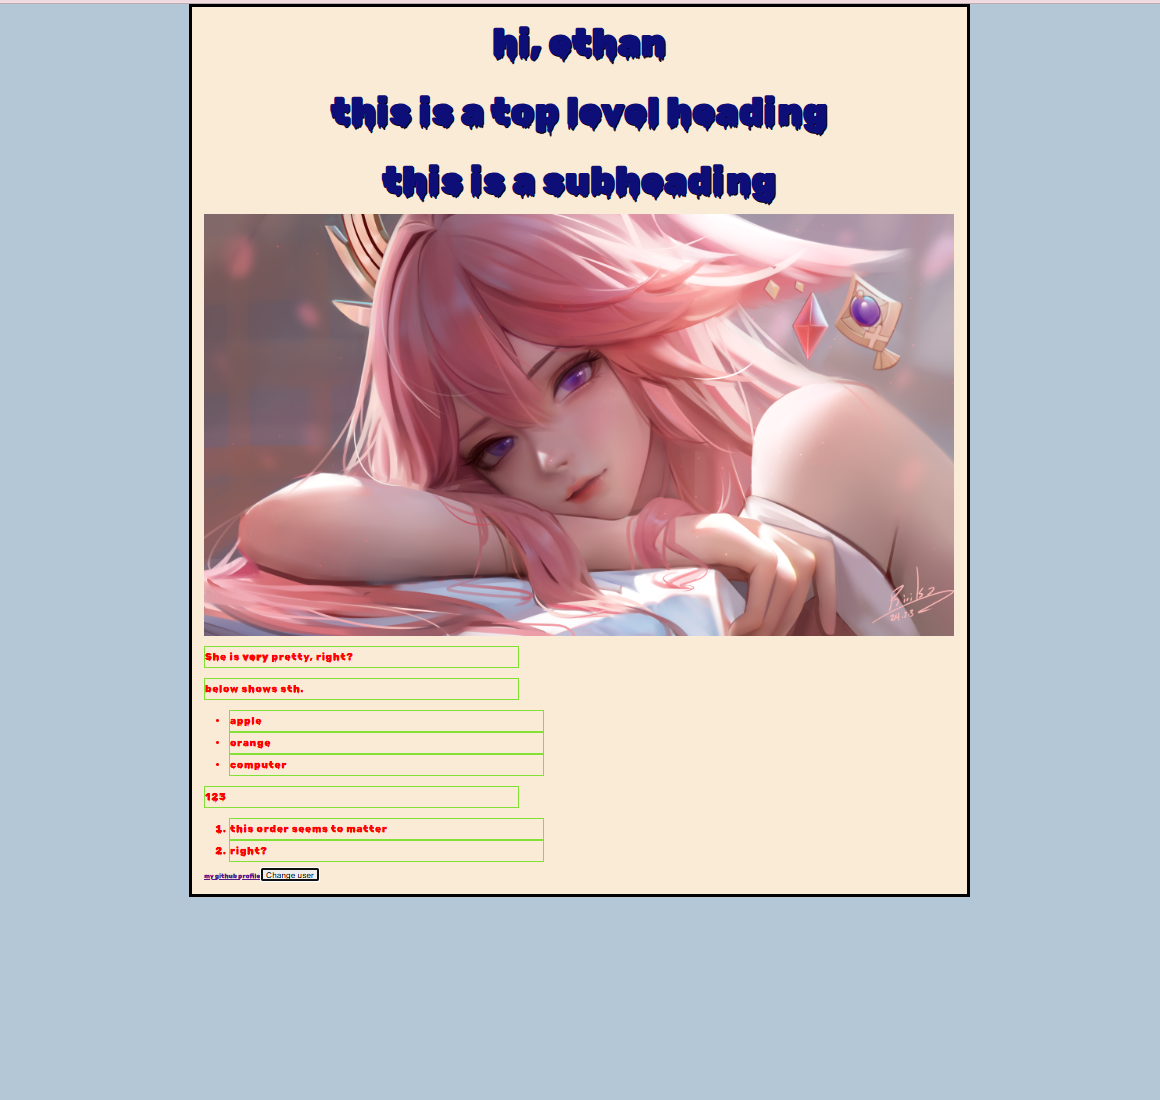 hi, ethan
this is a top level heading
this is a subheading
She is very pretty, right?
below shows sth.
• apple
• orange
• computer
123
1. this order seems to matter
2. right?
my github profile Change user